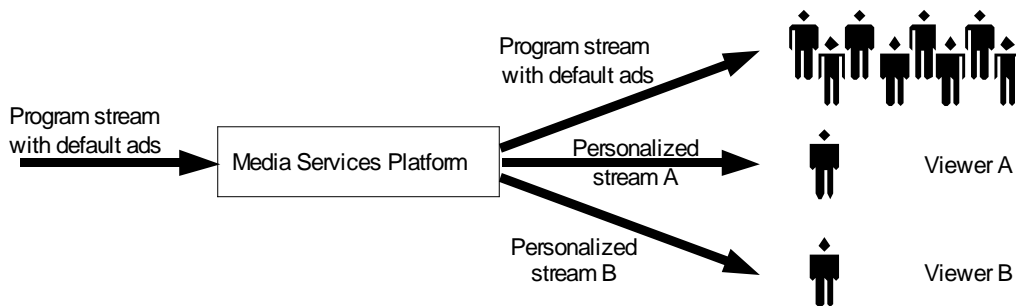 Program stream
with default ads
Program stream
with default ads
Media Services Platform
Personalized
stream A
Viewer A
Personalized
stream B
Viewer B